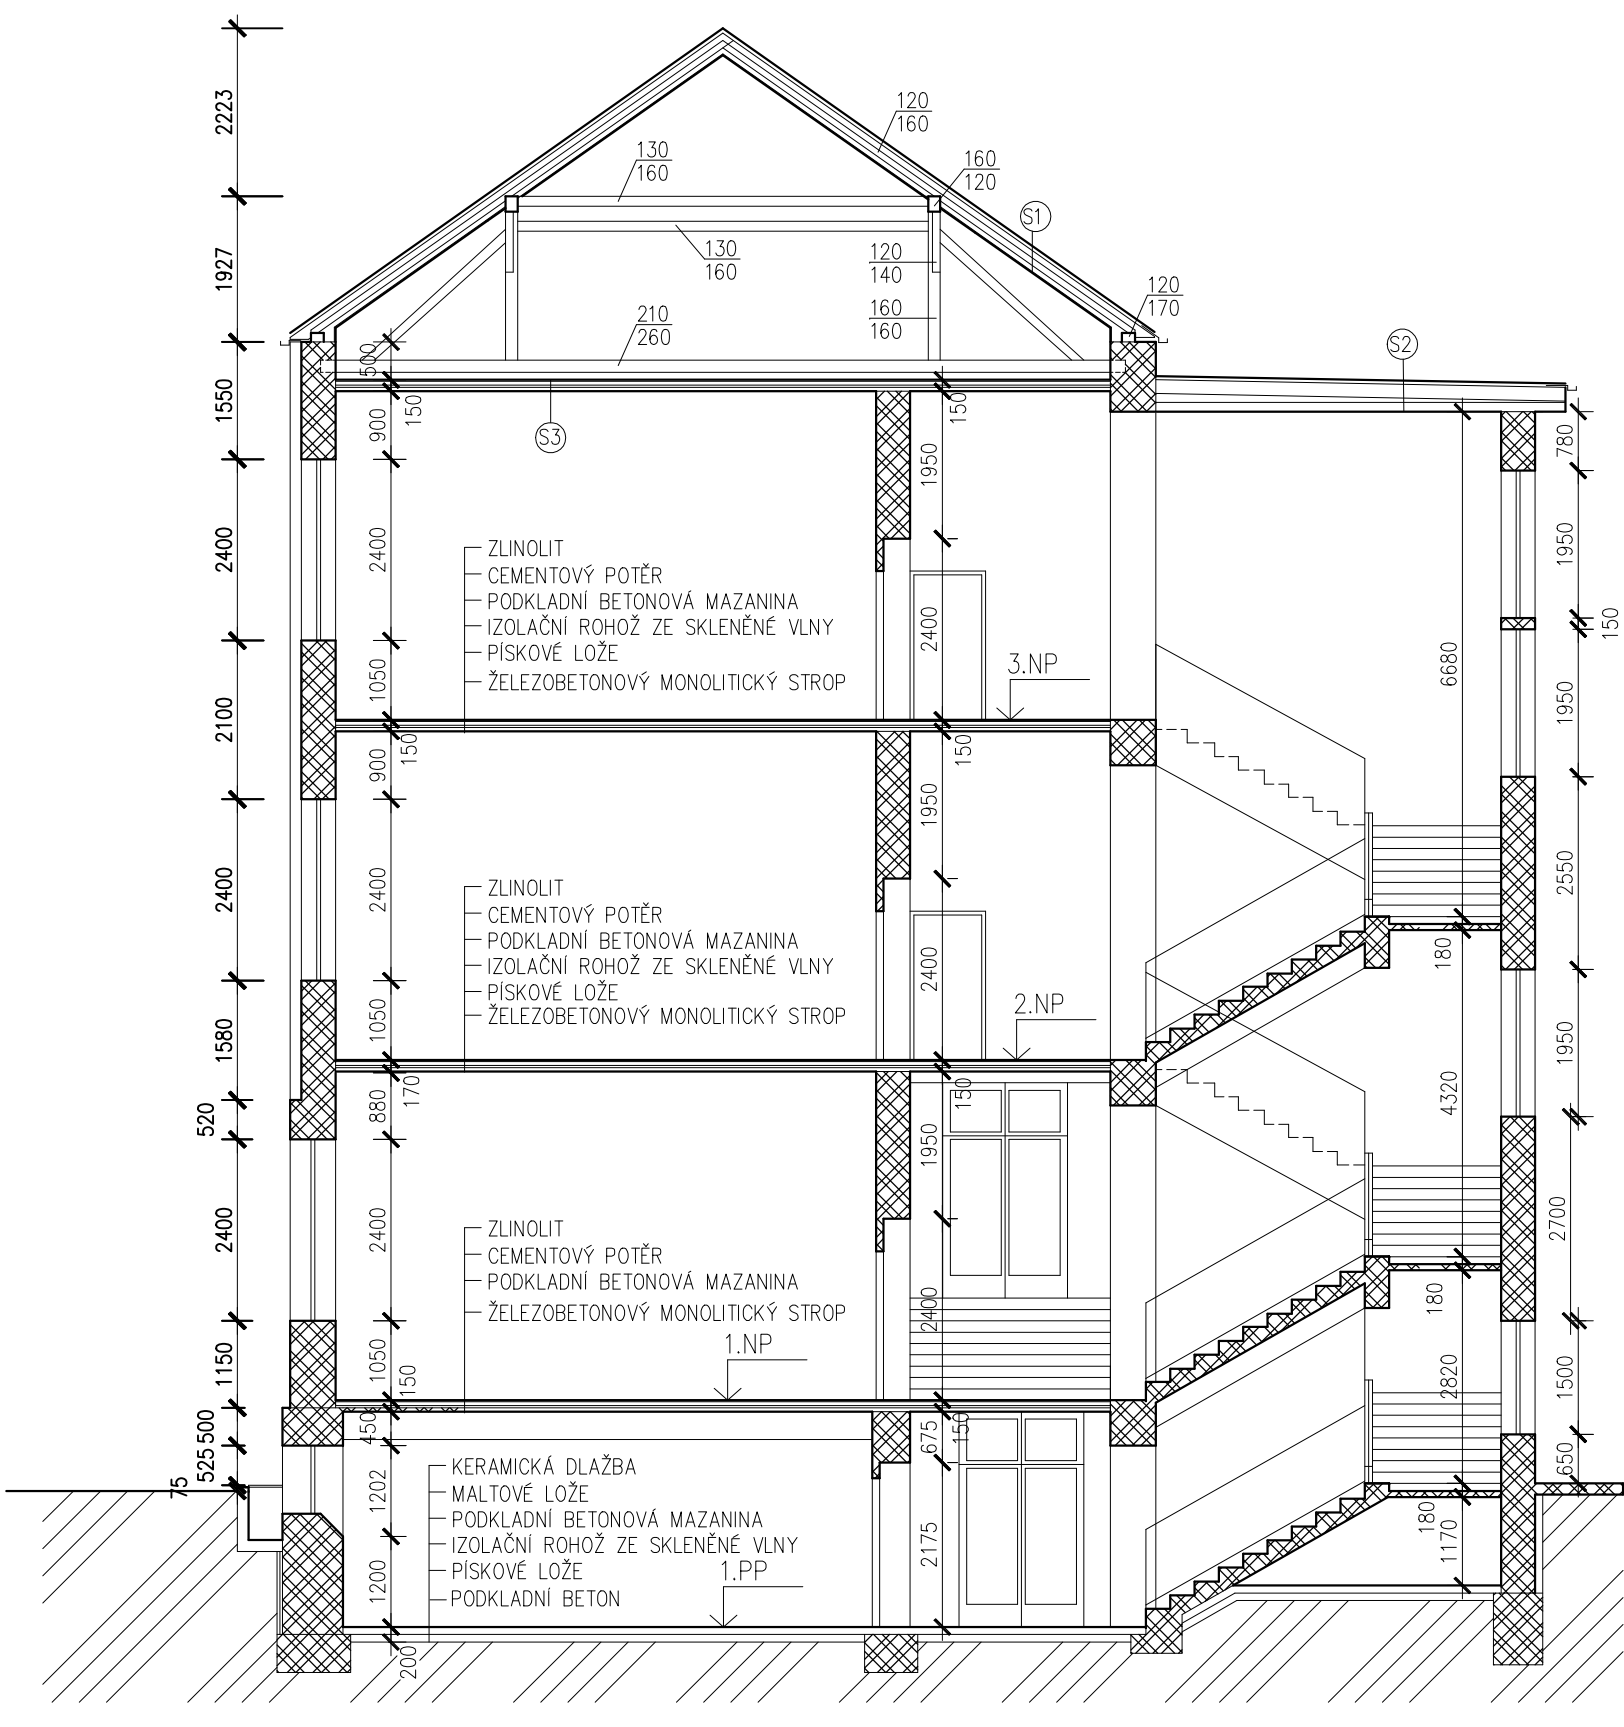 2223
120
160
130
160
160
120
S1
1927
130
160
120
140
120
170
210
260
160
160
S2
500
1550
900
150
S3
150
1950
780
2400
2400
ZLINOLIT
CEMENTOVÝ POTĚR
PODKLADNÍ BETONOVÁ MAZANINA
IZOLAČNÍ ROHOŽ ZE SKLENĚNÉ VLNY
PÍSKOVÉ LOŽE
ŽELEZOBETONOVÝ MONOLITICKÝ STROP
2400
3.NP
1950
150
6680
1050
1950
2100
900
150
150
1950
2400
2400
ZLINOLIT
CEMENTOVÝ POTĚR
PODKLADNÍ BETONOVÁ MAZANINA
IZOLAČNÍ ROHOŽ ZE SKLENĚNÉ VLNY
PÍSKOVÉ LOŽE
ŽELEZOBETONOVÝ MONOLITICKÝ STROP
2400
2.NP
2550
180
1580
1050
1950
520
880
170
150
1950
4320
2400
2400
ZLINOLIT
CEMENTOVÝ POTĚR
PODKLADNÍ BETONOVÁ MAZANINA
ŽELEZOBETONOVÝ MONOLITICKÝ STROP
2400
1.NP
2700
180
1150
1050
150
2820
1500
500
450
675
150
525
75
1202
KERAMICKÁ DLAŽBA
MALTOVÉ LOŽE
PODKLADNÍ BETONOVÁ MAZANINA
IZOLAČNÍ ROHOŽ ZE SKLENĚNÉ VLNY
PÍSKOVÉ LOŽE
PODKLADNÍ BETON
1.PP
2175
650
180
1170
1200
200